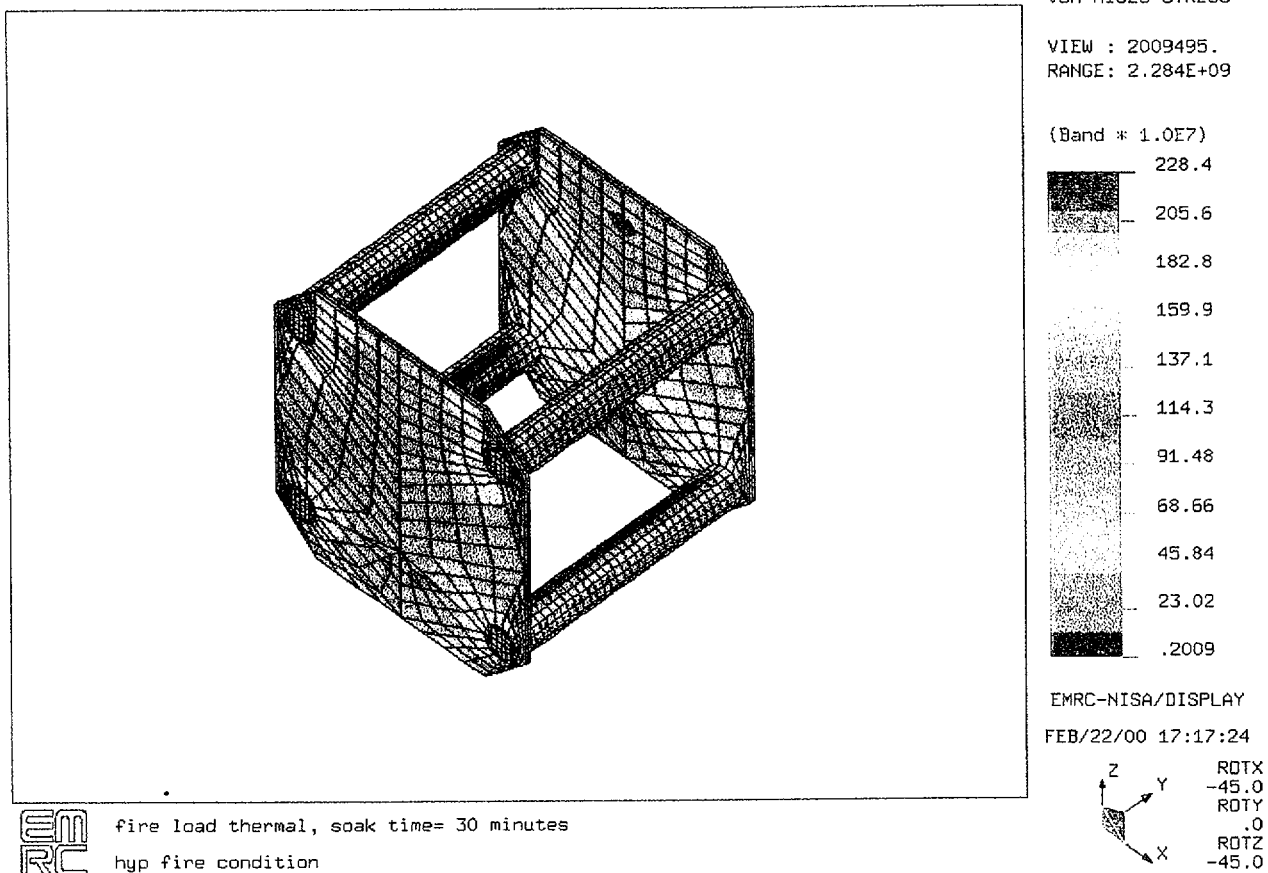 VIEW : 2009495.
RANGE: 2.284E+09
(Band * 1.0E7)
228.4
205.6
182.8
159.9
137.1
114.3
91.48
68.66
45.84
23.02
.2009
EMRC-NISA/DISPLAY
FEB/22/00 17:17:24
Z
Y
X
ROTX
-45.0
ROTY
.0
ROTZ
-45.0
EMRC
fire load thermal, soak time= 30 minutes
hyp fire condition